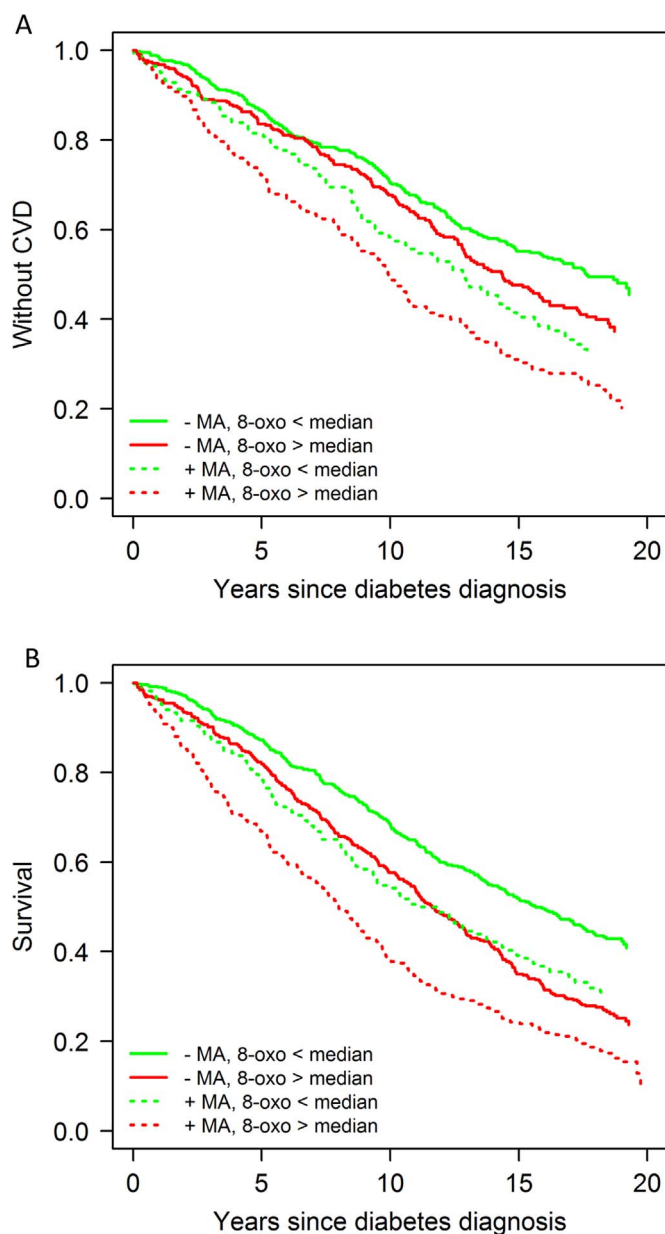 A
Without CVD
1.0
0.8
0.6
0.4
0.2
0.0
- MA, 8-oxo < median
- MA, 8-oxo > median
+ MA, 8-oxo < median
+ MA, 8-oxo > median
0 5 10 15 20
Years since diabetes diagnosis
B
Survival
1.0
0.8
0.6
0.4
0.2
0.0
- MA, 8-oxo < median
- MA, 8-oxo > median
+ MA, 8-oxo < median
+ MA, 8-oxo > median
0 5 10 15 20
Years since diabetes diagnosis